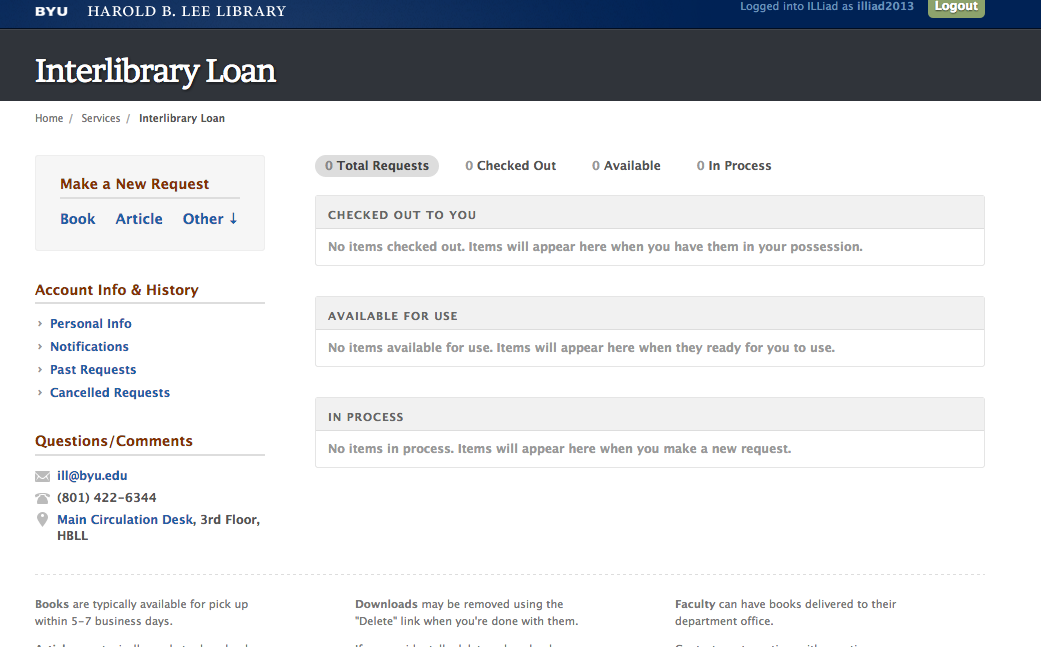 BYU HAROLD B. LEE LIBRARY
Logged into ILLiad as illiad2013 Logout
Interlibrary Loan
Home / Services / Interlibrary Loan
Make a New Request
Book Article Other ↓
Account Info & History
› Personal Info
› Notifications
› Past Requests
› Cancelled Requests
Questions/Comments
ill@byu.edu
(801) 422-6344
Main Circulation Desk, 3rd Floor,
HBLL
0 Total Requests 0 Checked Out 0 Available 0 In Process
CHECKED OUT TO YOU
No items checked out. Items will appear here when you have them in your possession.
AVAILABLE FOR USE
No items available for use. Items will appear here when they ready for you to use.
IN PROCESS
No items in process. Items will appear here when you make a new request.
Books are typically available for pick up
within 5-7 business days.
Downloads may be removed using the
"Delete" link when you're done with them.
Faculty can have books delivered to their
department office.